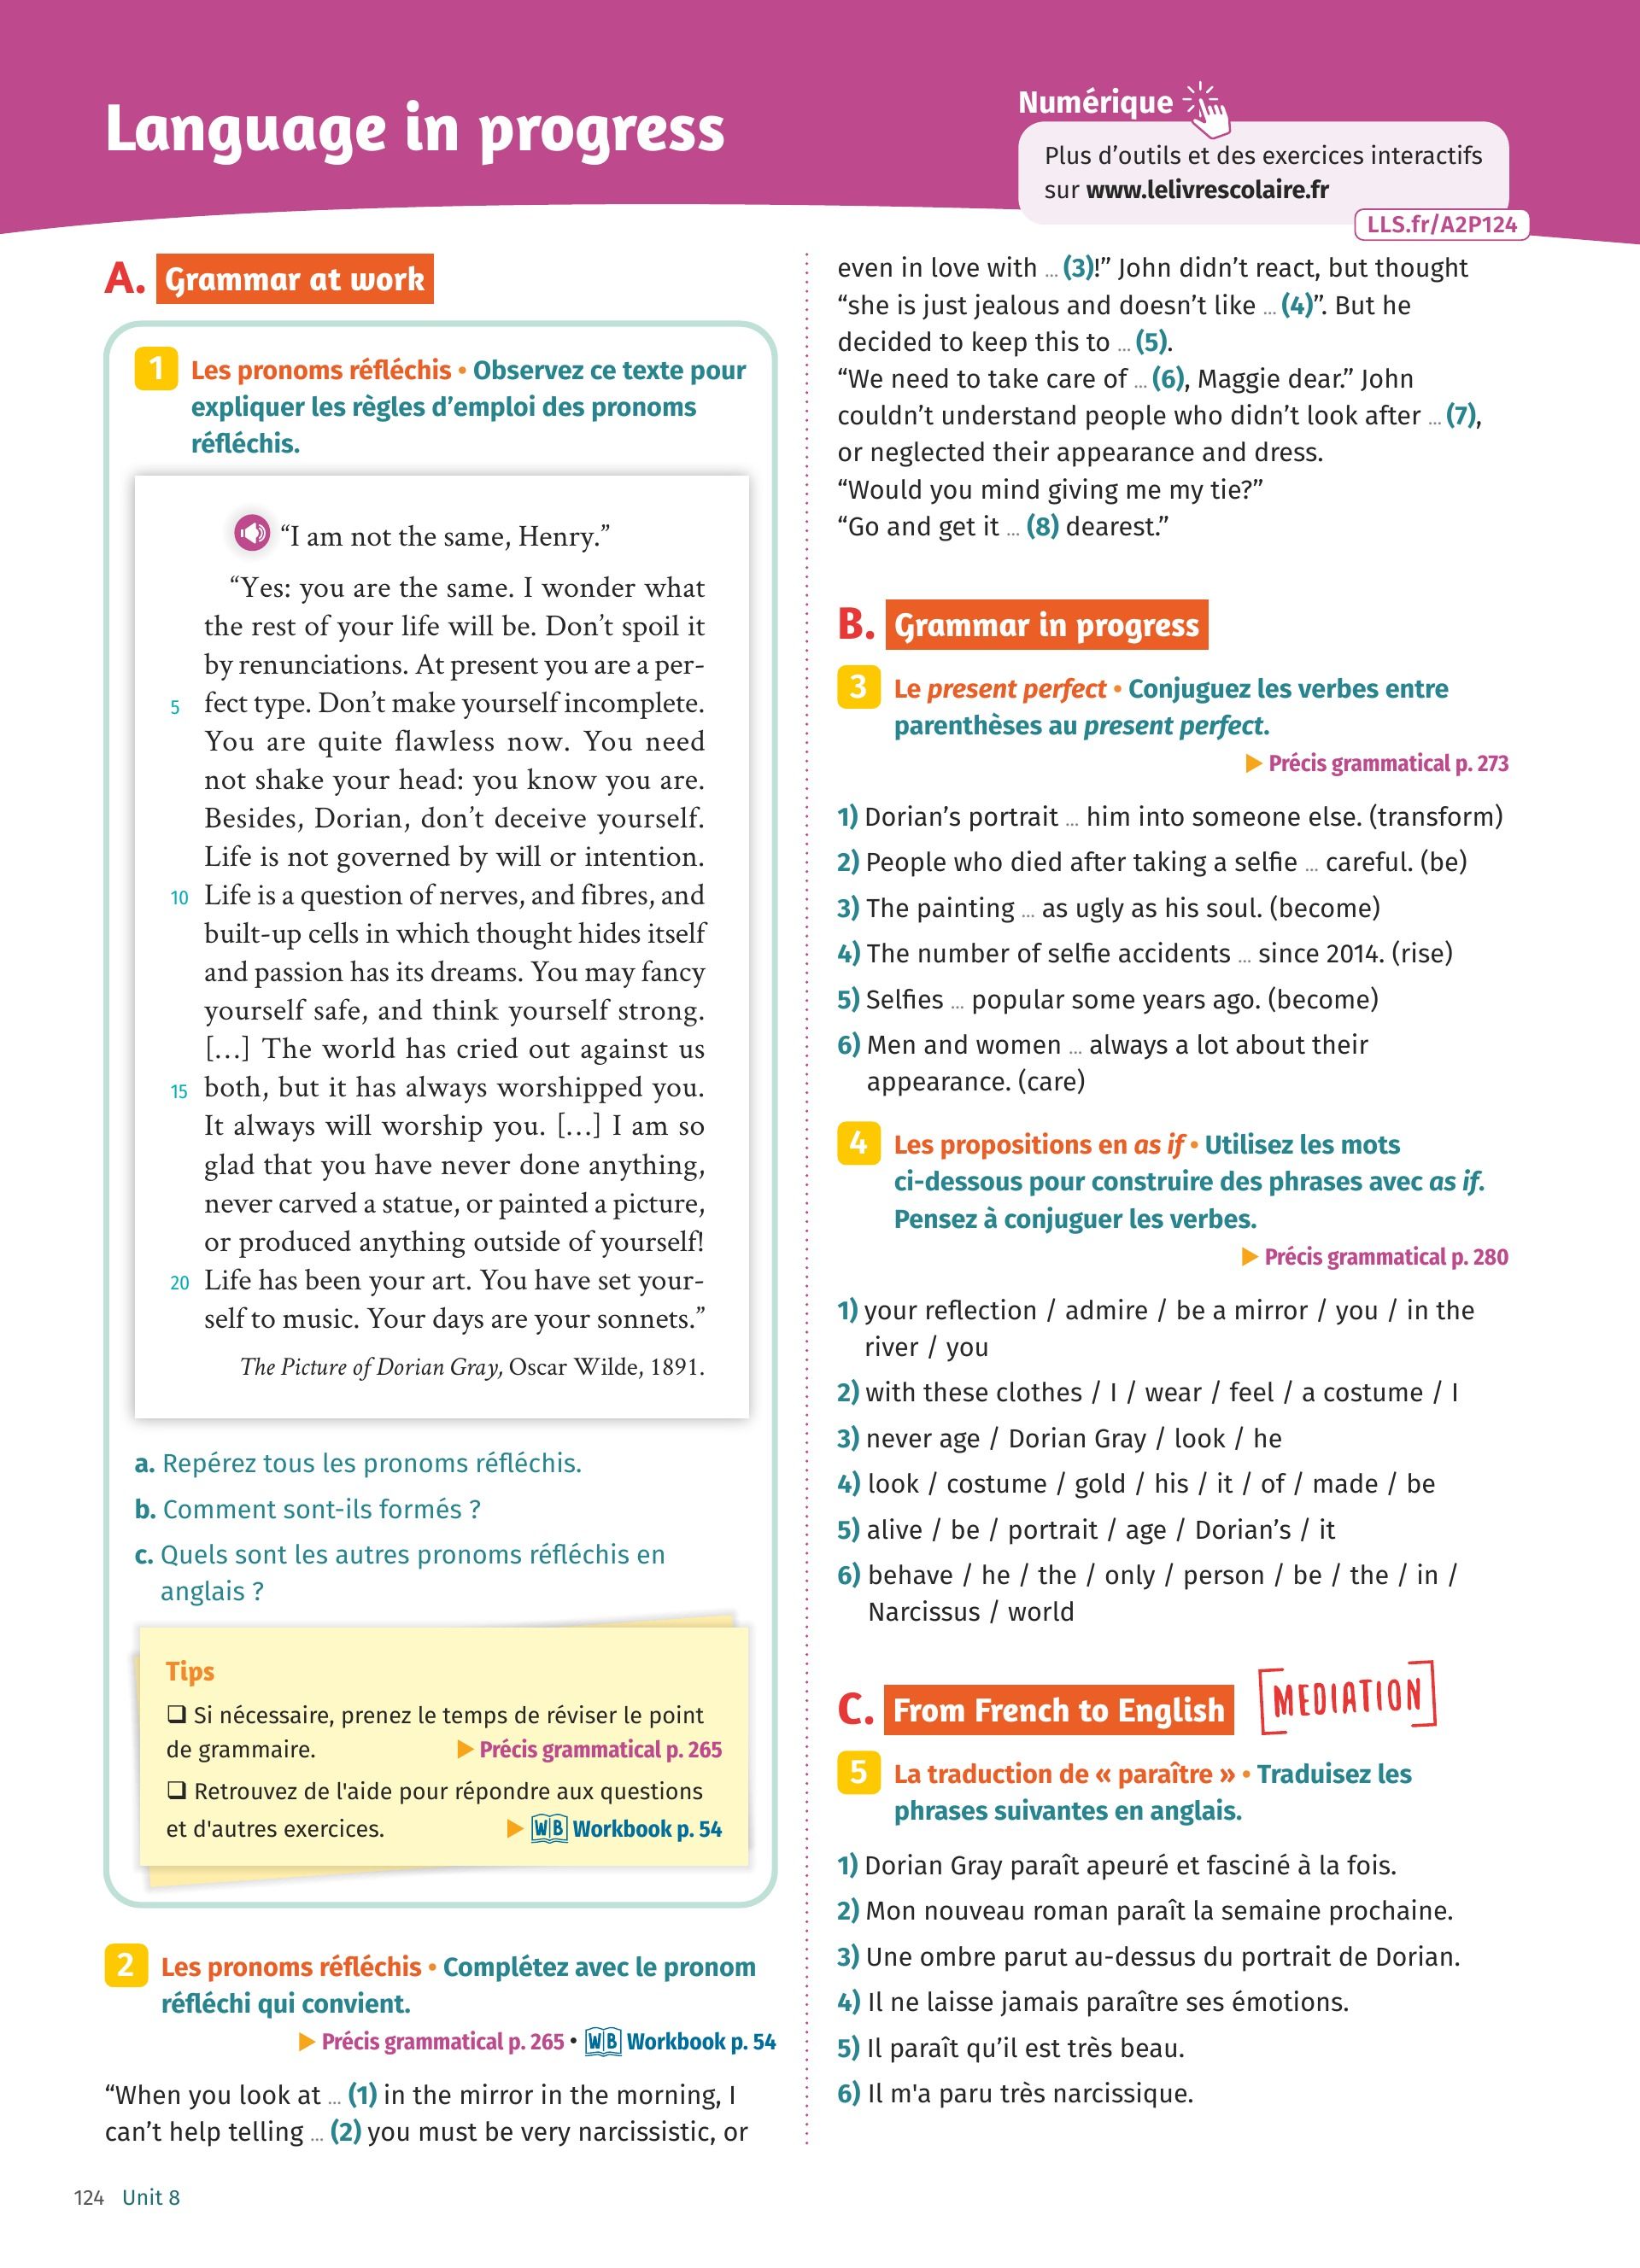 Language in progress
Numérique
Plus d’outils et des exercices interactifs
sur www.lelivrescolaire.fr
LLS.fr/A2P124
A. Grammar at work
1 Les pronoms réfléchis • Observez ce texte pour
expliquer les règles d’emploi des pronoms
réfléchis.
“I am not the same, Henry.”
“Yes: you are the same. I wonder what
the rest of your life will be. Don’t spoil it
by renunciations. At present you are a per-
5 fect type. Don’t make yourself incomplete.
You are quite flawless now. You need
not shake your head: you know you are.
Besides, Dorian, don’t deceive yourself.
Life is not governed by will or intention.
10 Life is a question of nerves, and fibres, and
built-up cells in which thought hides itself
and passion has its dreams. You may fancy
yourself safe, and think yourself strong.
[…] The world has cried out against us
15 both, but it has always worshipped you.
It always will worship you. […] I am so
glad that you have never done anything,
never carved a statue, or painted a picture,
or produced anything outside of yourself!
20 Life has been your art. You have set your-
self to music. Your days are your sonnets.”
The Picture of Dorian Gray, Oscar Wilde, 1891.
a. Repérez tous les pronoms réfléchis.
b. Comment sont-ils formés ?
c. Quels sont les autres pronoms réfléchis en
anglais ?
Tips
❏ Si nécessaire, prenez le temps de réviser le point
de grammaire. ▶ Précis grammatical p. 265
❏ Retrouvez de l'aide pour répondre aux questions
et d'autres exercices. ▶ WB Workbook p. 54
2 Les pronoms réfléchis • Complétez avec le pronom
réfléchi qui convient.
▶ Précis grammatical p. 265 • WB Workbook p. 54
“When you look at … (1) in the mirror in the morning, I
can’t help telling … (2) you must be very narcissistic, or
even in love with … (3)!” John didn’t react, but thought
“she is just jealous and doesn’t like … (4)”. But he
decided to keep this to … (5).
“We need to take care of … (6), Maggie dear.” John
couldn’t understand people who didn’t look after … (7),
or neglected their appearance and dress.
“Would you mind giving me my tie?”
“Go and get it … (8) dearest.”
B. Grammar in progress
3 Le present perfect • Conjuguez les verbes entre
parenthèses au present perfect.
▶ Précis grammatical p. 273
1) Dorian’s portrait … him into someone else. (transform)
2) People who died after taking a selfie … careful. (be)
3) The painting … as ugly as his soul. (become)
4) The number of selfie accidents … since 2014. (rise)
5) Selfies … popular some years ago. (become)
6) Men and women … always a lot about their
appearance. (care)
4 Les propositions en as if • Utilisez les mots
ci-dessous pour construire des phrases avec as if.
Pensez à conjuguer les verbes.
▶ Précis grammatical p. 280
1) your reflection / admire / be a mirror / you / in the
river / you
2) with these clothes / I / wear / feel / a costume / I
3) never age / Dorian Gray / look / he
4) look / costume / gold / his / it / of / made / be
5) alive / be / portrait / age / Dorian’s / it
6) behave / he / the / only / person / be / the / in /
Narcissus / world
C. From French to English
MEDIATION
5 La traduction de « paraître » • Traduisez les
phrases suivantes en anglais.
1) Dorian Gray paraît apeuré et fasciné à la fois.
2) Mon nouveau roman paraît la semaine prochaine.
3) Une ombre parut au-dessus du portrait de Dorian.
4) Il ne laisse jamais paraître ses émotions.
5) Il paraît qu’il est très beau.
6) Il m'a paru très narcissique.
124 Unit 8